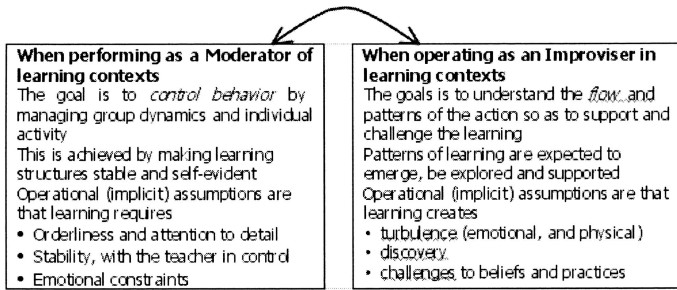 When performing as a Moderator of
learning contexts
The goal is to control behavior by
managing group dynamics and individual
activity
This is achieved by making learning
structures stable and self-evident
Operational (implicit) assumptions are
that learning requires
• Orderliness and attention to detail
• Stability, with the teacher in control
• Emotional constraints
When operating as an Improviser in
learning contexts
The goals is to understand the flow and
patterns of the action so as to support and
challenge the learning
Patterns of learning are expected to
emerge, be explored and supported
Operational (implicit) assumptions are that
learning creates
• turbulence (emotional, and physical)
• discovery
• challenges to beliefs and practices